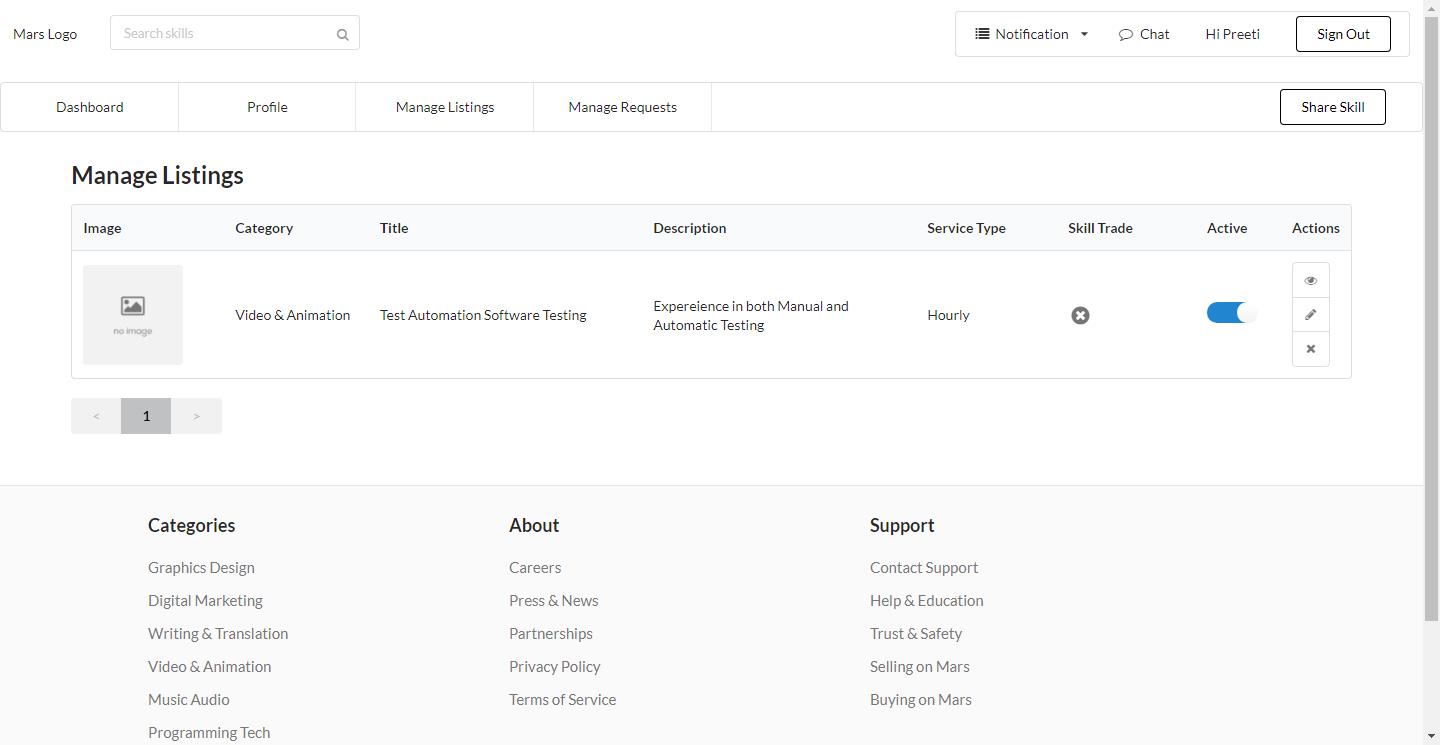 Mars Logo
Search skills
Notification
Chat
Hi Preeti
Sign Out
Dashboard
Profile
Manage Listings
Manage Requests
Share Skill
Manage Listings
Image Category Title Description Service Type Skill Trade Active Actions
no image
Video & Animation
Test Automation Software Testing
Expereience in both Manual and
Automatic Testing
Hourly
< 1 >
Categories
Graphics Design
Digital Marketing
Writing & Translation
Video & Animation
Music Audio
Programming Tech
About
Careers
Press & News
Partnerships
Privacy Policy
Terms of Service
Support
Contact Support
Help & Education
Trust & Safety
Selling on Mars
Buying on Mars